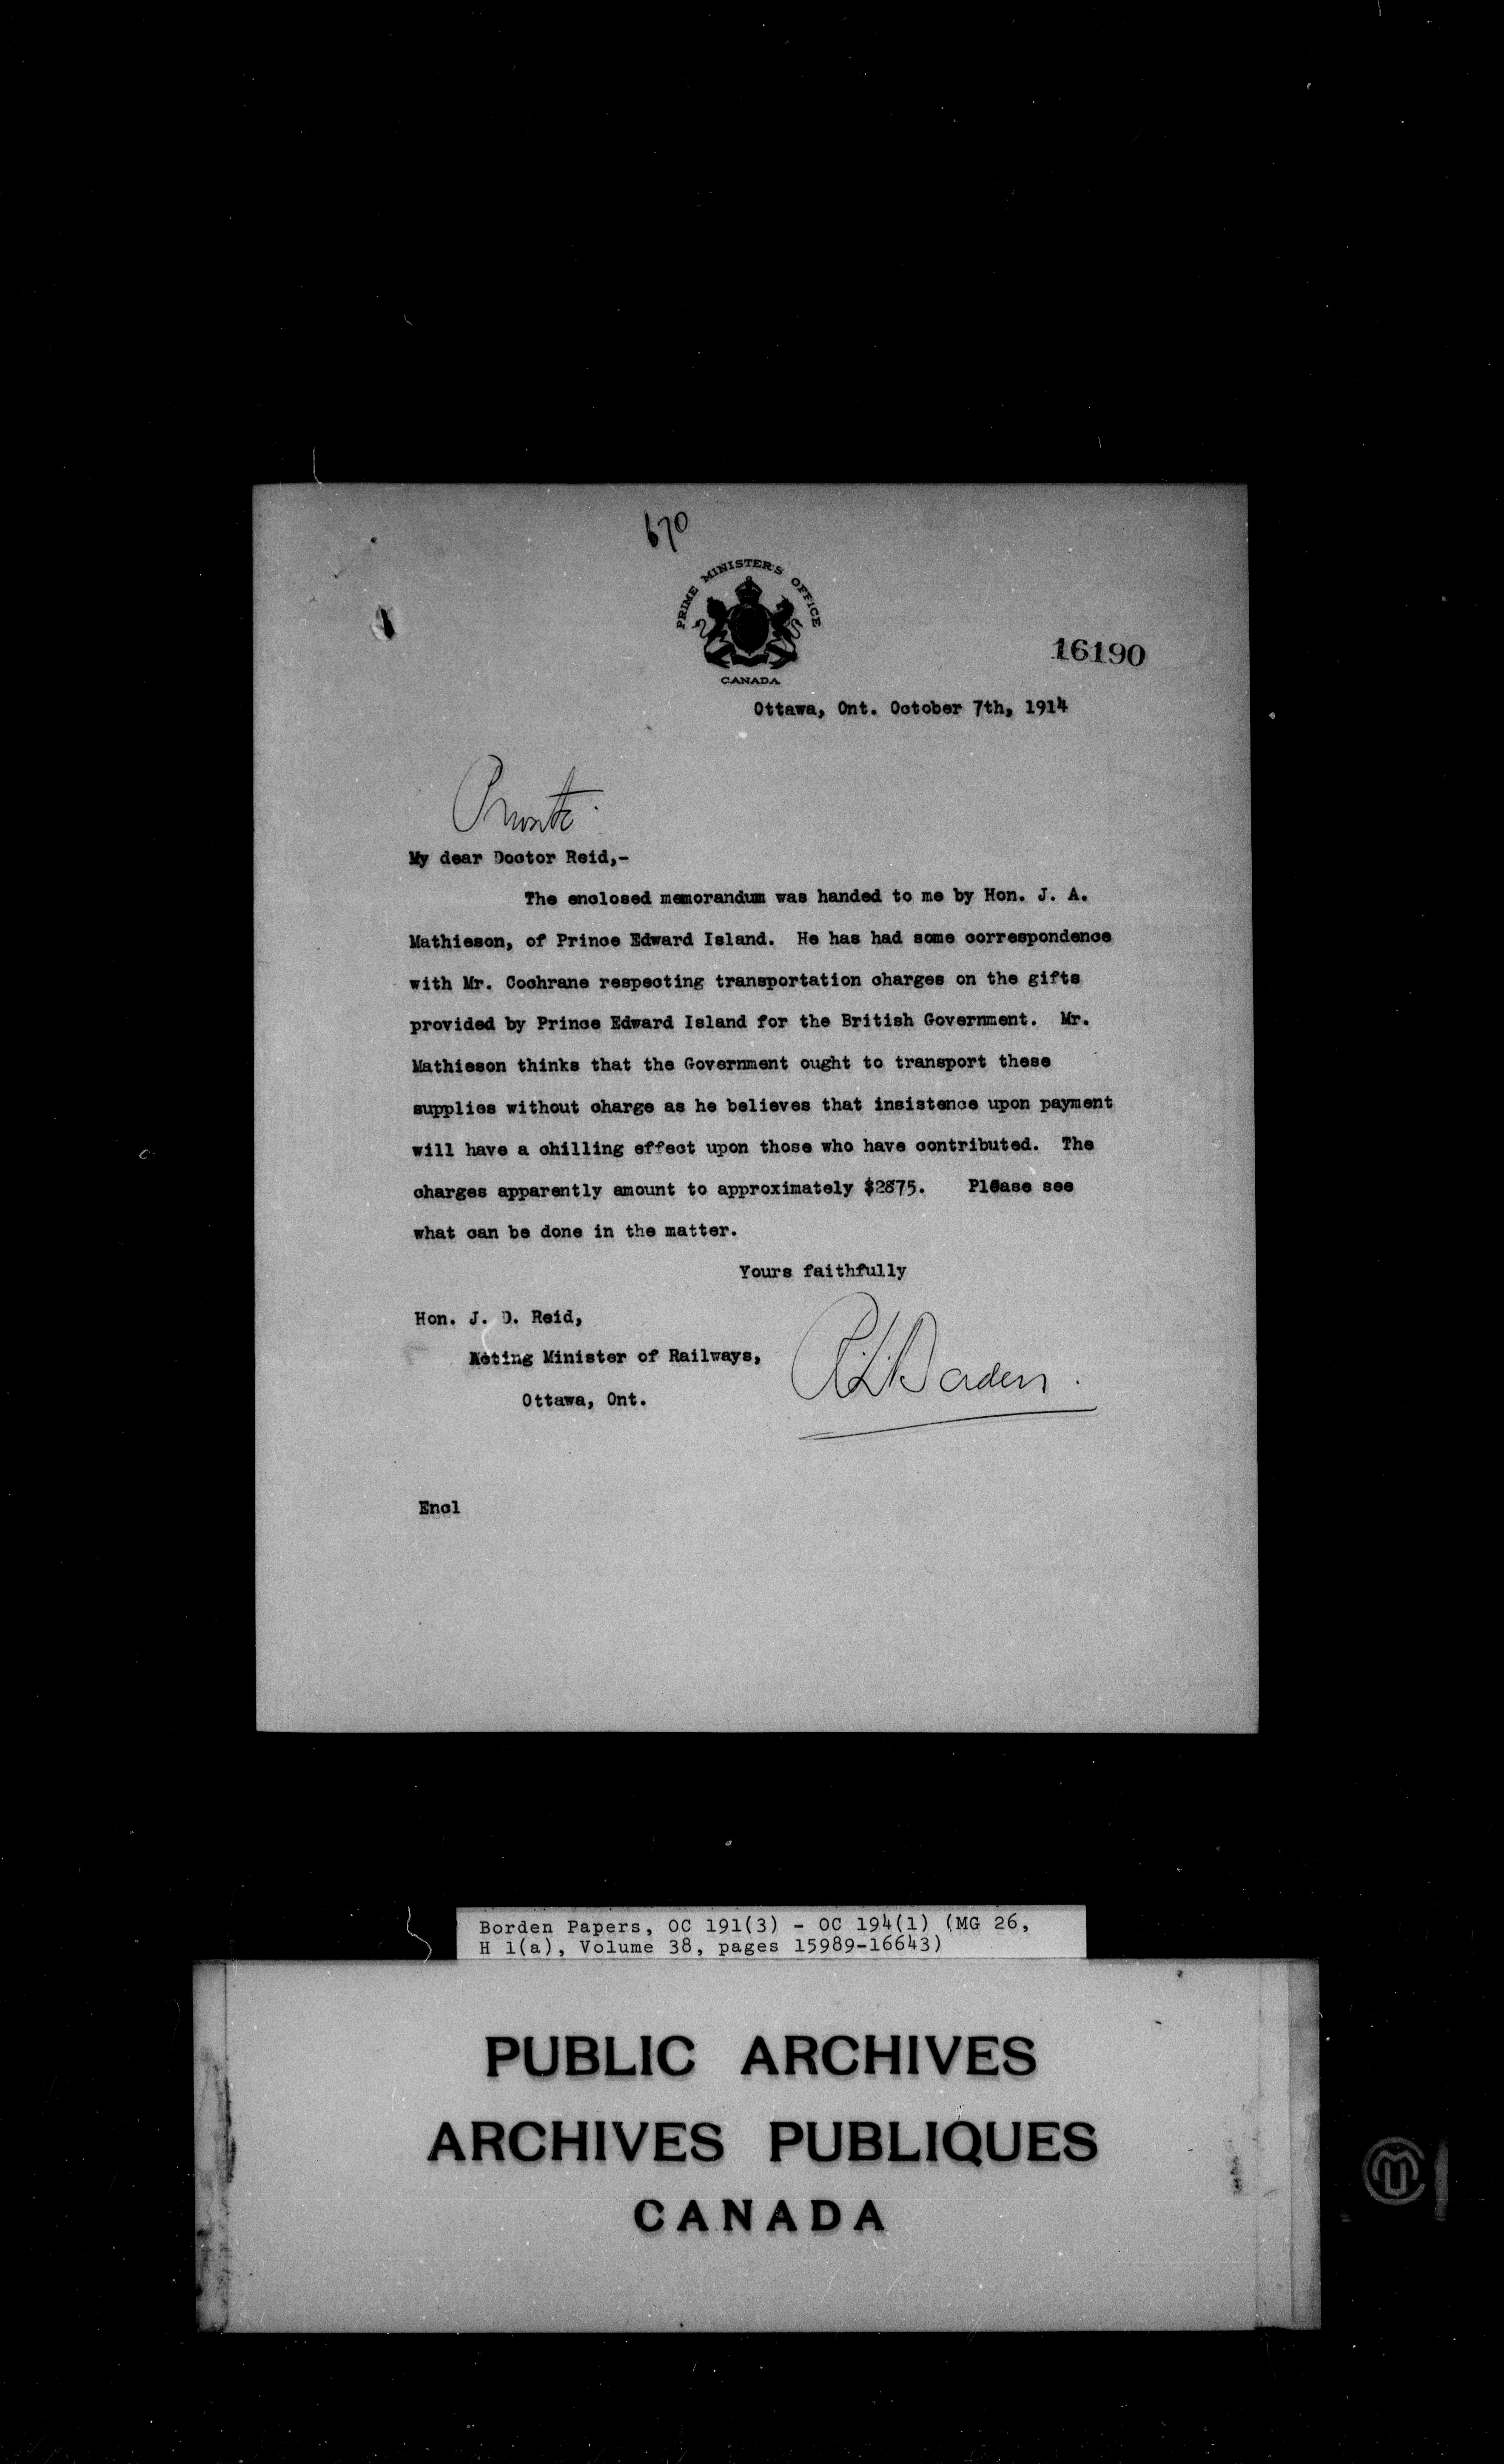 670
PRIME MINISTER'S OFFICE
CANADA
16190
Ottawa, Ont. October 7th, 1914
Private.
My dear Doctor Reid,-
The enclosed memorandum was handed to me by Hon. J. A.
Mathieson, of Prince Edward Island. He has had some correspondence
with Mr. Cochrane respecting transportation charges on the gifts
provided by Prince Edward Island for the British Government. Mr.
Mathieson thinks that the Government ought to transport these
supplies without charge as he believes that insistence upon payment
will have a chilling effect upon those who have contributed. The
charges apparently amount to approximately $2875. Please see
what can be done in the matter.
Yours faithfully
Hon. J. D. Reid,
Acting Minister of Railways,
Ottawa, Ont.
R.L. Borden.
Encl
Borden Papers, OC 191(3) - OC 194(1) (MG 26,
H 1(a), Volume 38, pages 15989-16643)
PUBLIC ARCHIVES
ARCHIVES PUBLIQUES
CANADA